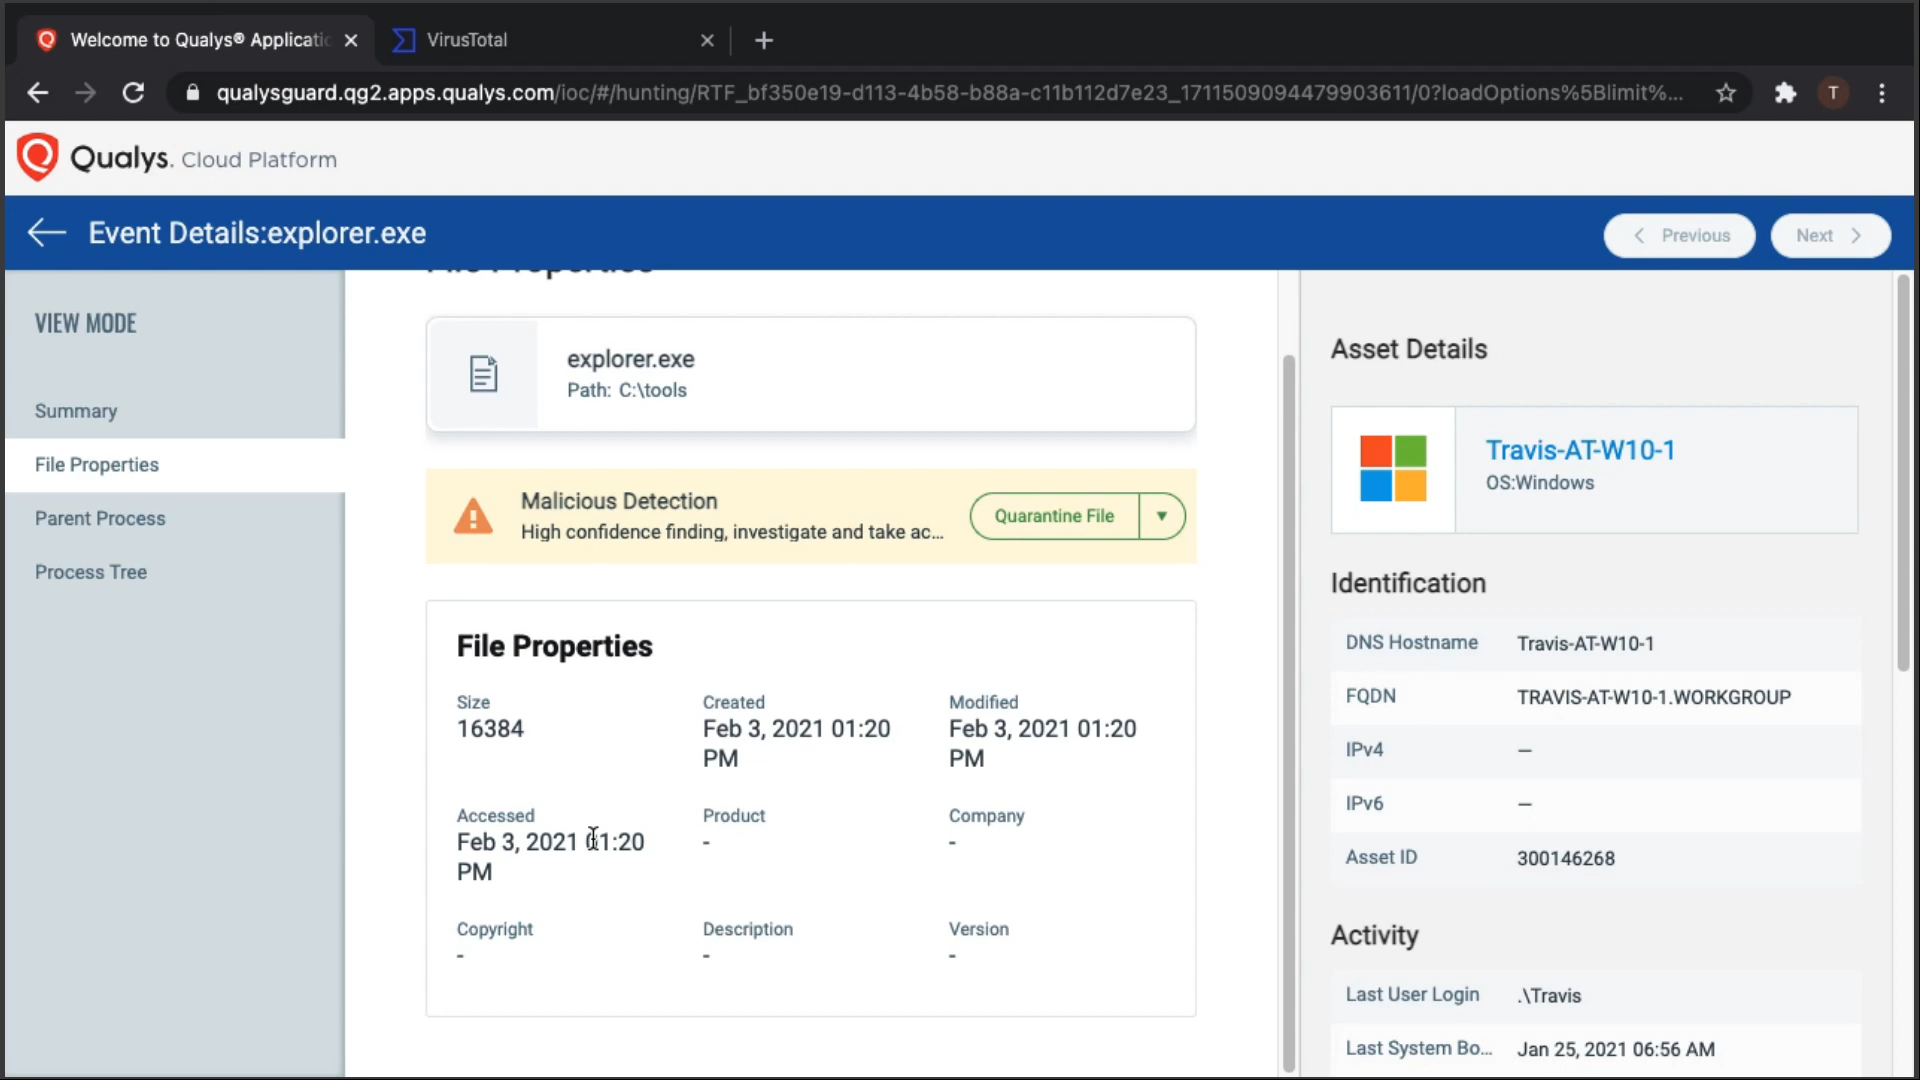 Welcome to Qualys® Applicatio
VirusTotal
qualysguard.qg2.apps.qualys.com/ioc/#/hunting/RTF_bf350e19-d113-4b58-b88a-c11b112d7e23_1711509094479903611/0?loadOptions%5Blimit%...
T
Qualys. Cloud Platform
Event Details:explorer.exe
Previous
Next
VIEW MODE
Summary
File Properties
Parent Process
Process Tree
File Properties
explorer.exe
Path: C:\tools
Malicious Detection
High confidence finding, investigate and take ac...
Quarantine File
File Properties
Size
16384
Created
Feb 3, 2021 01:20
PM
Modified
Feb 3, 2021 01:20
PM
Accessed
Feb 3, 2021 01:20
PM
Product
-
Company
-
Copyright
-
Description
-
Version
-
Asset Details
Travis-AT-W10-1
OS:Windows
Identification
DNS Hostname Travis-AT-W10-1
FQDN TRAVIS-AT-W10-1.WORKGROUP
IPv4 —
IPv6 —
Asset ID 300146268
Activity
Last User Login .\Travis
Last System Bo... Jan 25, 2021 06:56 AM